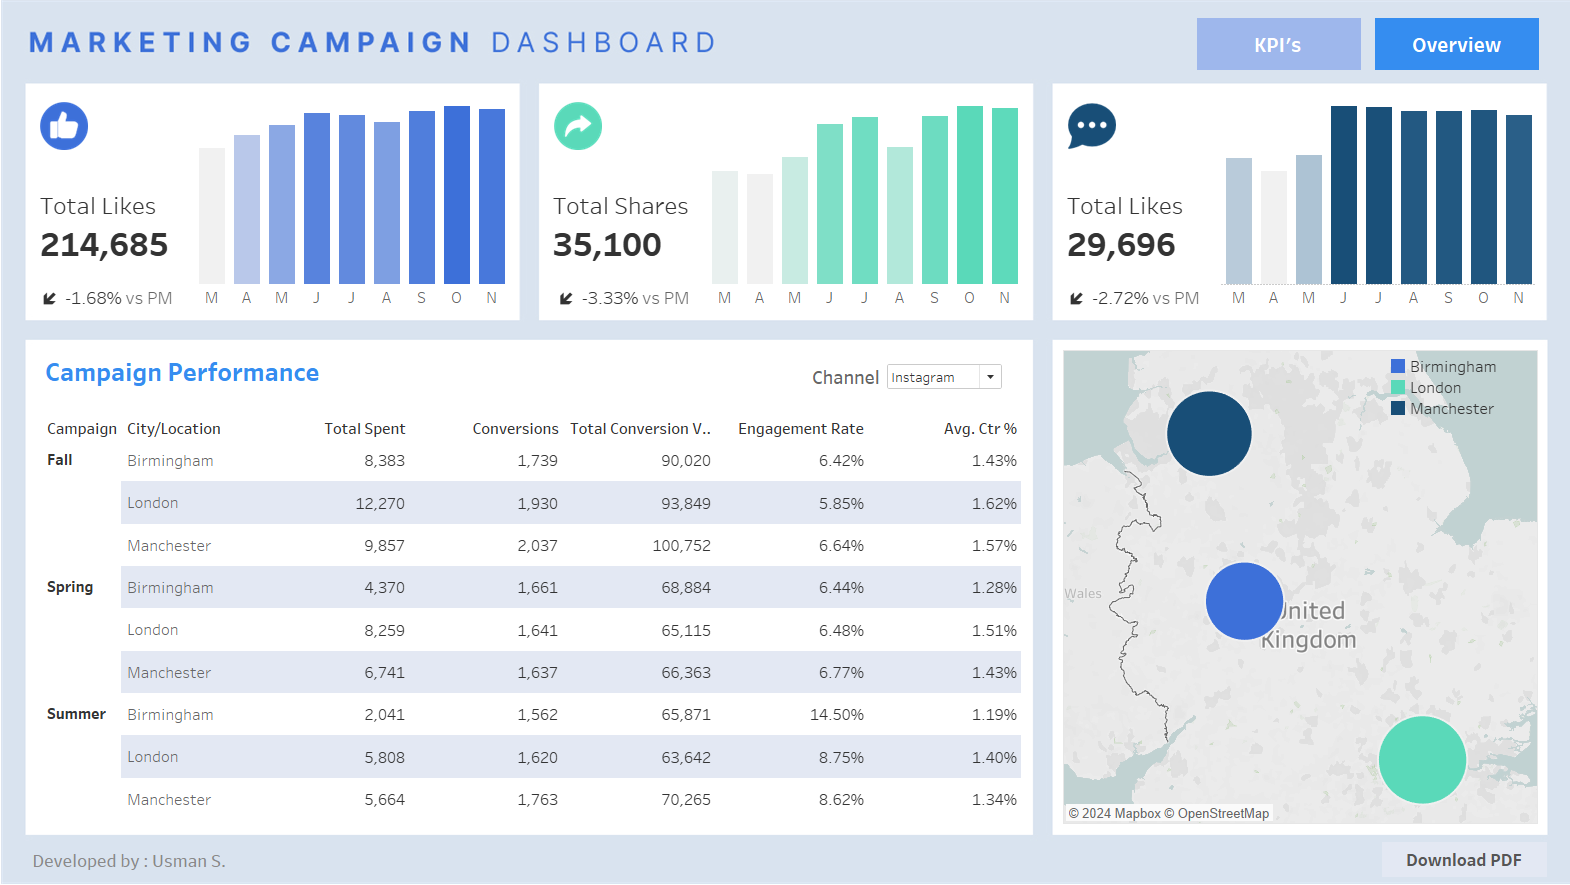 MARKETING CAMPAIGN DASHBOARD
KPI's
Overview
Total Likes
214,685
-1.68% vs PM
M A M J J A S O N
Total Shares
35,100
-3.33% vs PM
M A M J J A S O N
Total Likes
29,696
-2.72% vs PM
M A M J J A S O N
Campaign Performance
Channel Instagram
Campaign City/Location Total Spent Conversions Total Conversion V.. Engagement Rate Avg. Ctr %
Fall Birmingham 8,383 1,739 90,020 6.42% 1.43%
London 12,270 1,930 93,849 5.85% 1.62%
Manchester 9,857 2,037 100,752 6.64% 1.57%
Spring Birmingham 4,370 1,661 68,884 6.44% 1.28%
London 8,259 1,641 65,115 6.48% 1.51%
Manchester 6,741 1,637 66,363 6.77% 1.43%
Summer Birmingham 2,041 1,562 65,871 14.50% 1.19%
London 5,808 1,620 63,642 8.75% 1.40%
Manchester 5,664 1,763 70,265 8.62% 1.34%
Birmingham
London
Manchester
Wales
United
Kingdom
© 2024 Mapbox © OpenStreetMap
Developed by : Usman S.
Download PDF